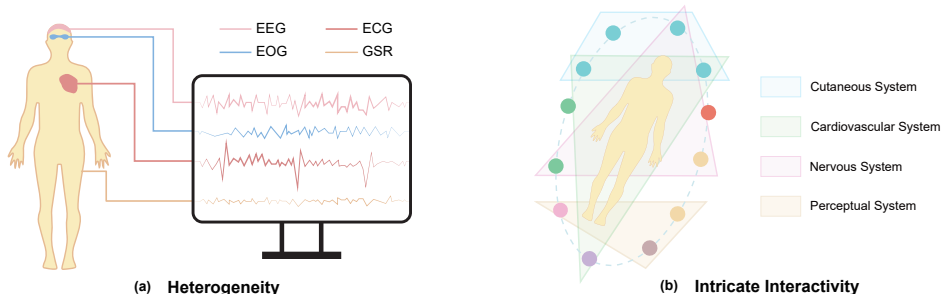 EEG
ECG
EOG
GSR
Cutaneous System
Cardiovascular System
Nervous System
Perceptual System
(a) Heterogeneity
(b) Intricate Interactivity